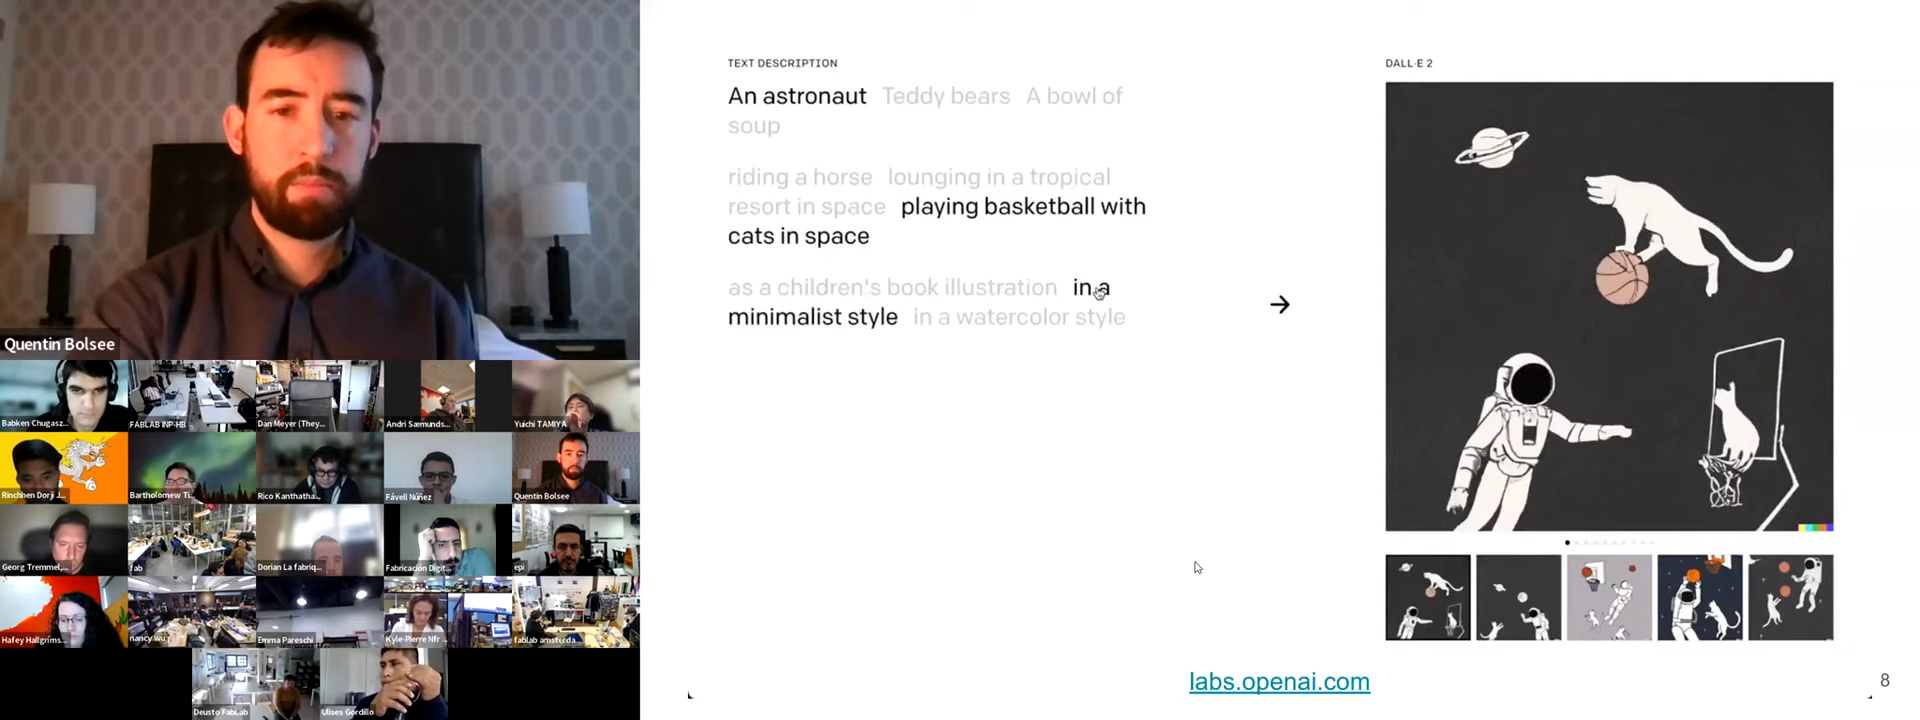 Quentin Bolsee
Babken Chugasz...
FABLAB INP-HB
Dan Meyer (They...
Andri Sæmunds...
Yuichi TAMIYA
Rinchhen Dorji J...
Bartholomew Ti...
Rico Kanthatha...
Fávell Núñez
Quentin Bolsee
Georg Tremmel,...
fab
Dorian La fabriq...
Fabricación Digit...
epi
Hafey Hallgríms...
nancy wu
Emma Pareschi
Kyle-Pierre Nfr...
fablab amsterda...
Deusto FabLab
Ulises Gordillo
TEXT DESCRIPTION
An astronaut Teddy bears A bowl of
soup
riding a horse lounging in a tropical
resort in space playing basketball with
cats in space
as a children's book illustration in a
minimalist style in a watercolor style
DALL·E 2
labs.openai.com
8